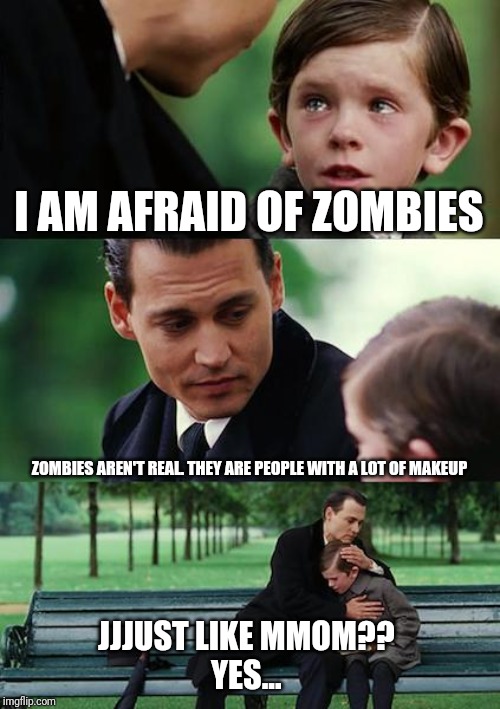 I AM AFRAID OF ZOMBIES
ZOMBIES AREN'T REAL. THEY ARE PEOPLE WITH A LOT OF MAKEUP
JJJUST LIKE MMOM??
YES...
imgflip.com